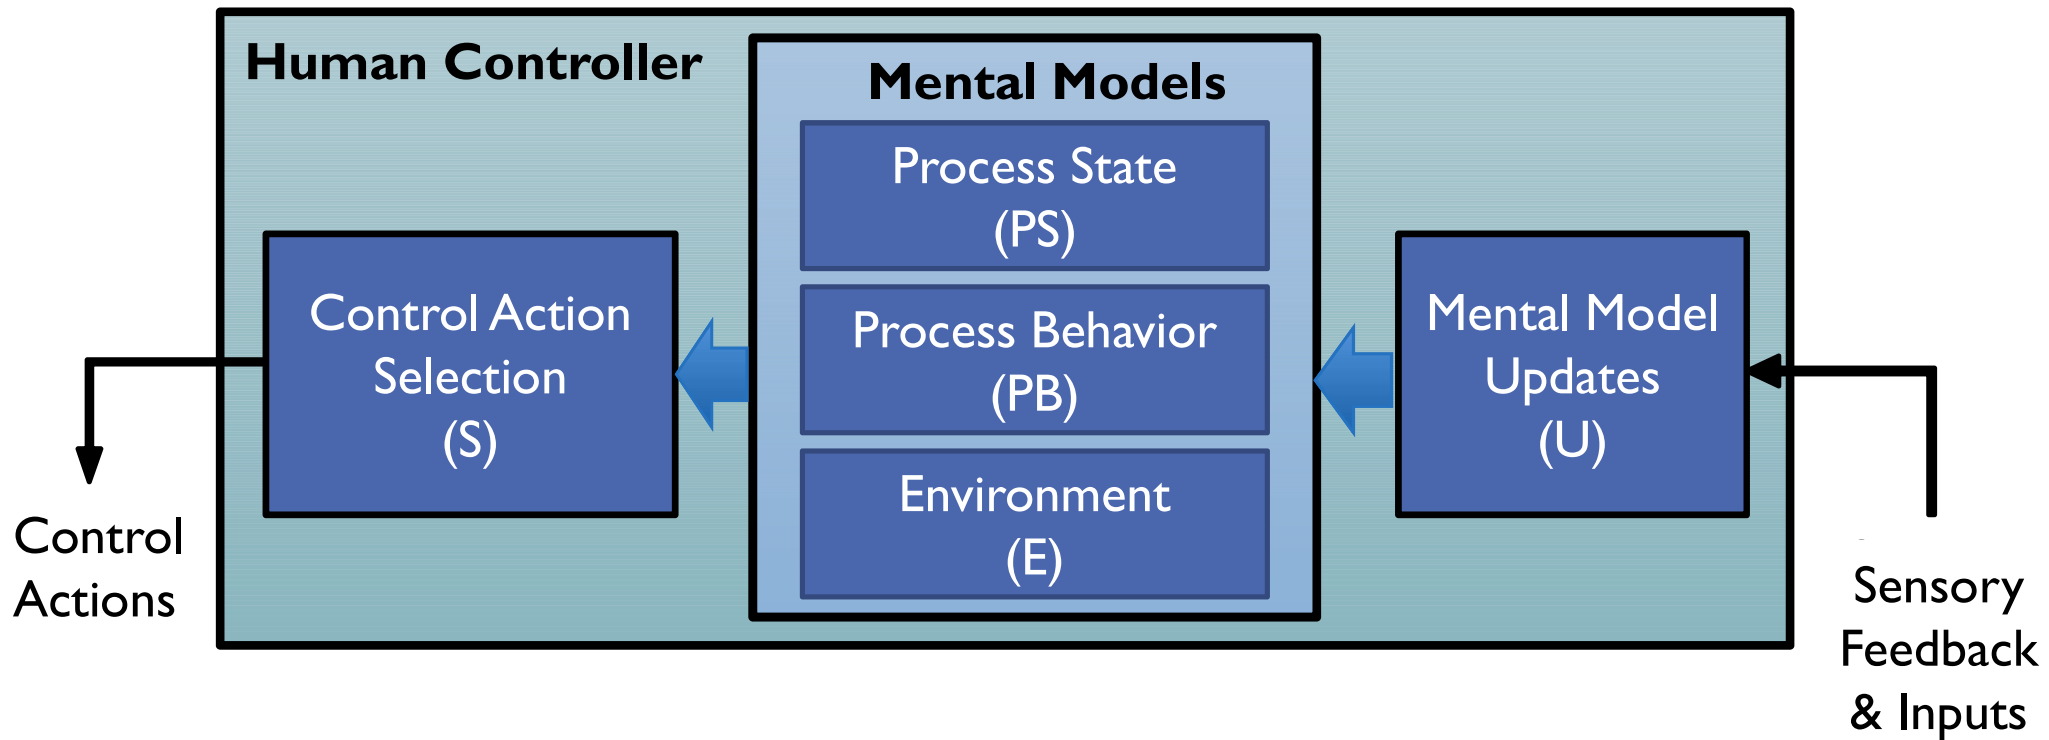 Human Controller
Mental Models
Process State
(PS)
Process Behavior
(PB)
Environment
(E)
Control Action
Selection
(S)
Mental Model
Updates
(U)
Control
Actions
Sensory
Feedback
& Inputs